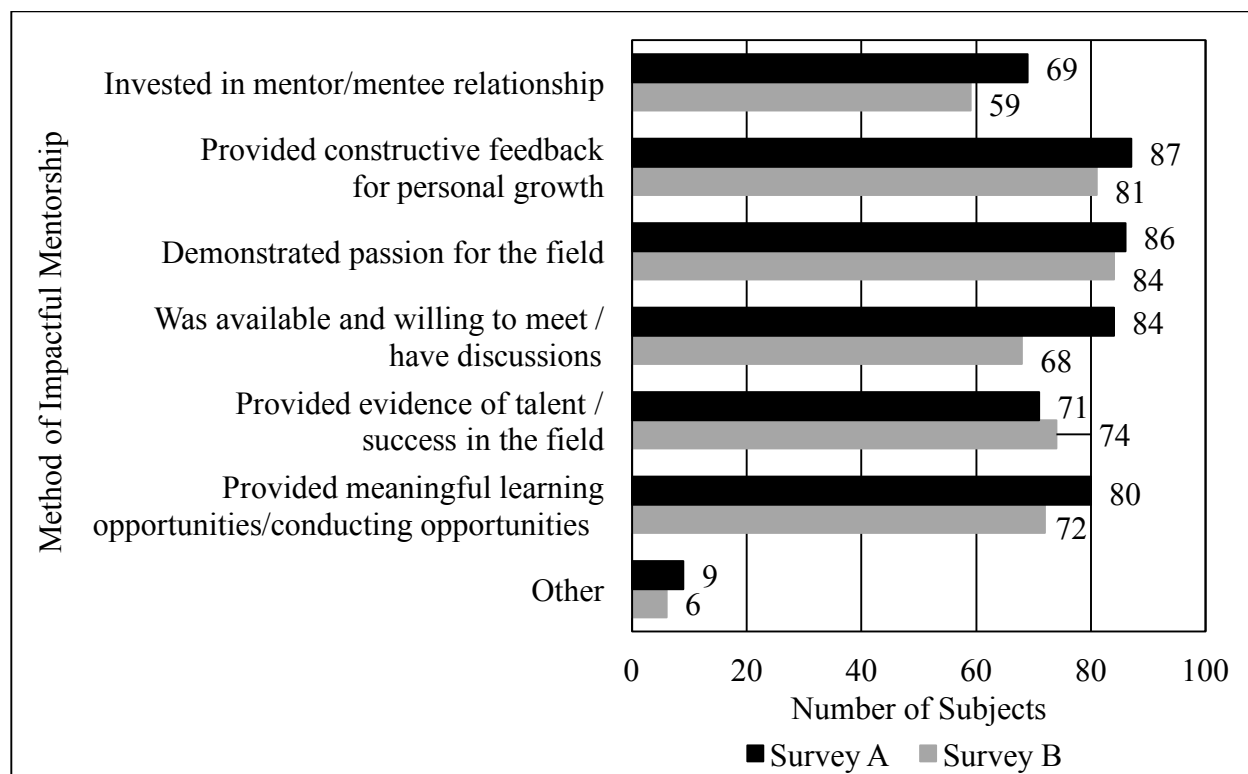 Method of Impactful Mentorship
Invested in mentor/mentee relationship
69
59
Provided constructive feedback
for personal growth
87
81
Demonstrated passion for the field
86
84
Was available and willing to meet /
have discussions
84
68
Provided evidence of talent /
success in the field
71
74
Provided meaningful learning
opportunities/conducting opportunities
80
72
Other
9
6
0 20 40 60 80 100
Number of Subjects
Survey A Survey B